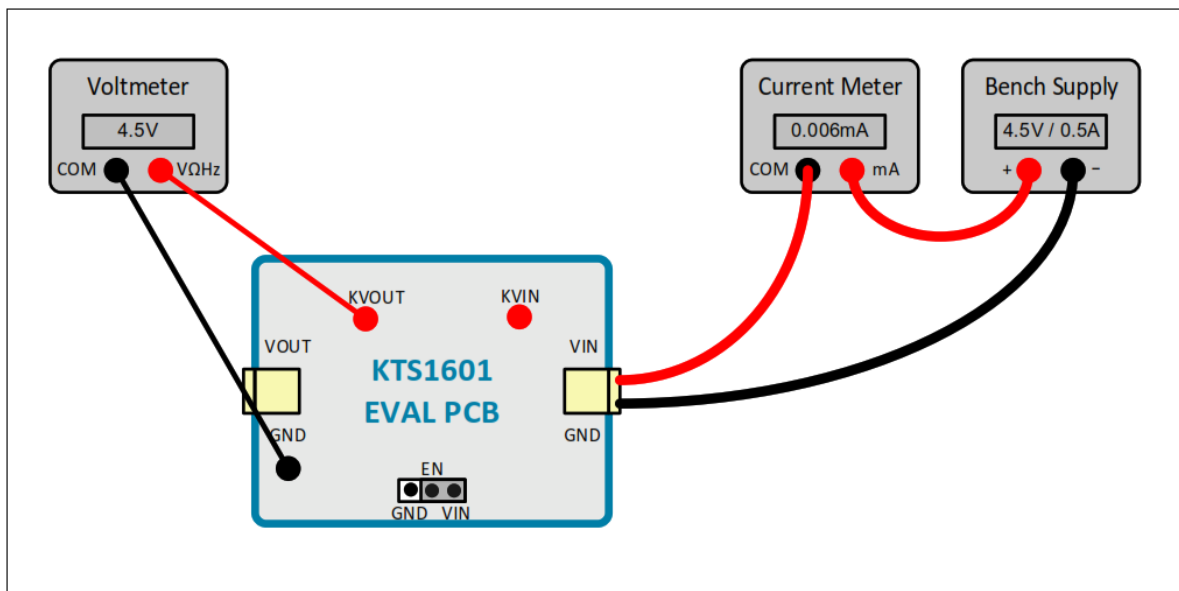 Voltmeter
4.5V
COM VΩHz
Current Meter
0.006mA
COM mA
Bench Supply
4.5V / 0.5A
+ −
KVOUT KVIN
VOUT VIN
KTS1601
EVAL PCB
GND GND
EN
GND VIN